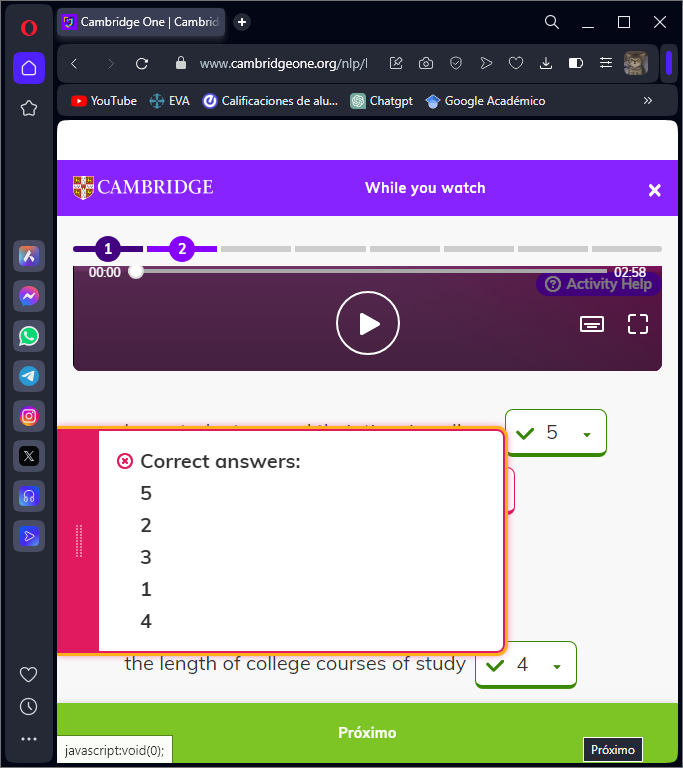 Cambridge One | Cambrid
www.cambridgeone.org/nlp/l
YouTube
EVA
Calificaciones de alu...
Chatgpt
Google Académico
CAMBRIDGE
While you watch
1
2
00:00
02:58
Activity Help
5
Correct answers:
5
2
3
1
4
the length of college courses of study
4
Próximo
javascript:void(0);
Próximo